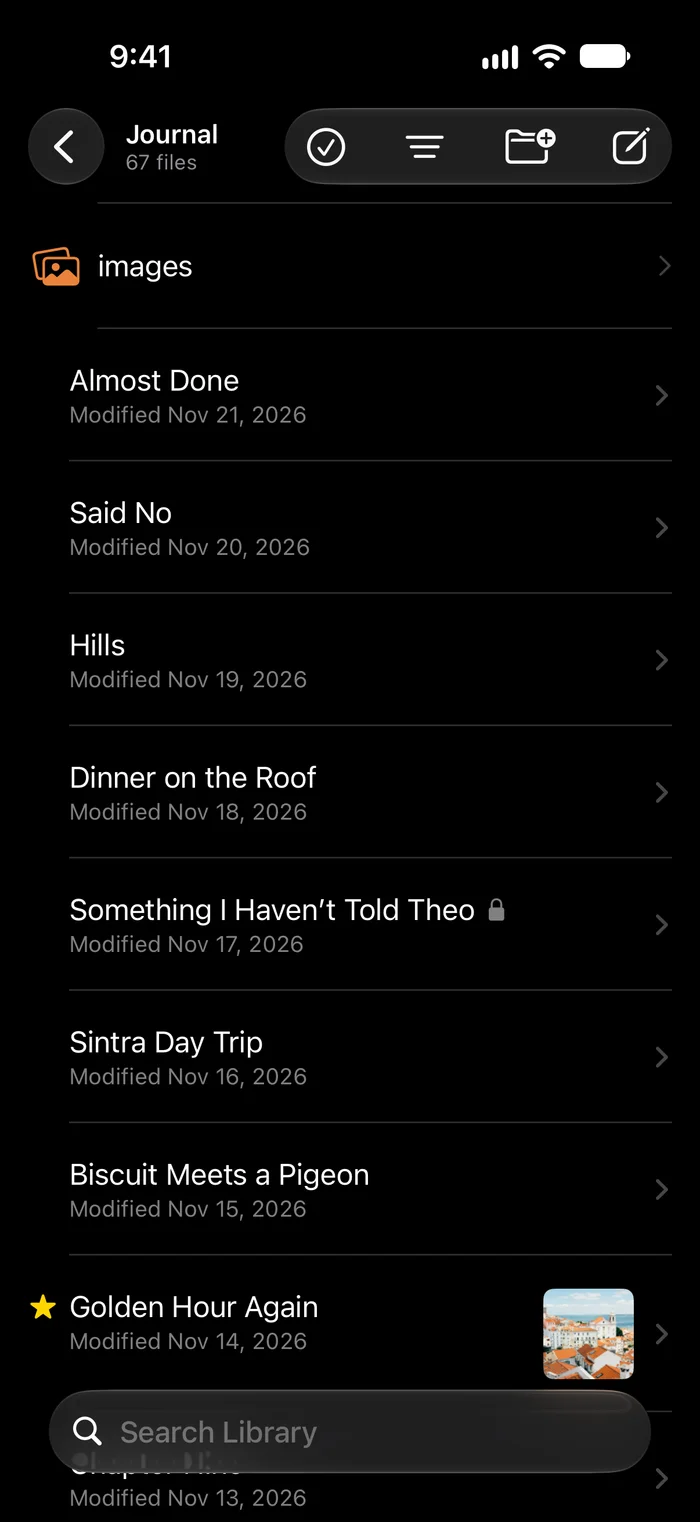 9:41
Journal
67 files
images
Almost Done
Modified Nov 21, 2026
Said No
Modified Nov 20, 2026
Hills
Modified Nov 19, 2026
Dinner on the Roof
Modified Nov 18, 2026
Something I Haven’t Told Theo
Modified Nov 17, 2026
Sintra Day Trip
Modified Nov 16, 2026
Biscuit Meets a Pigeon
Modified Nov 15, 2026
Golden Hour Again
Modified Nov 14, 2026
Search Library
Modified Nov 13, 2026